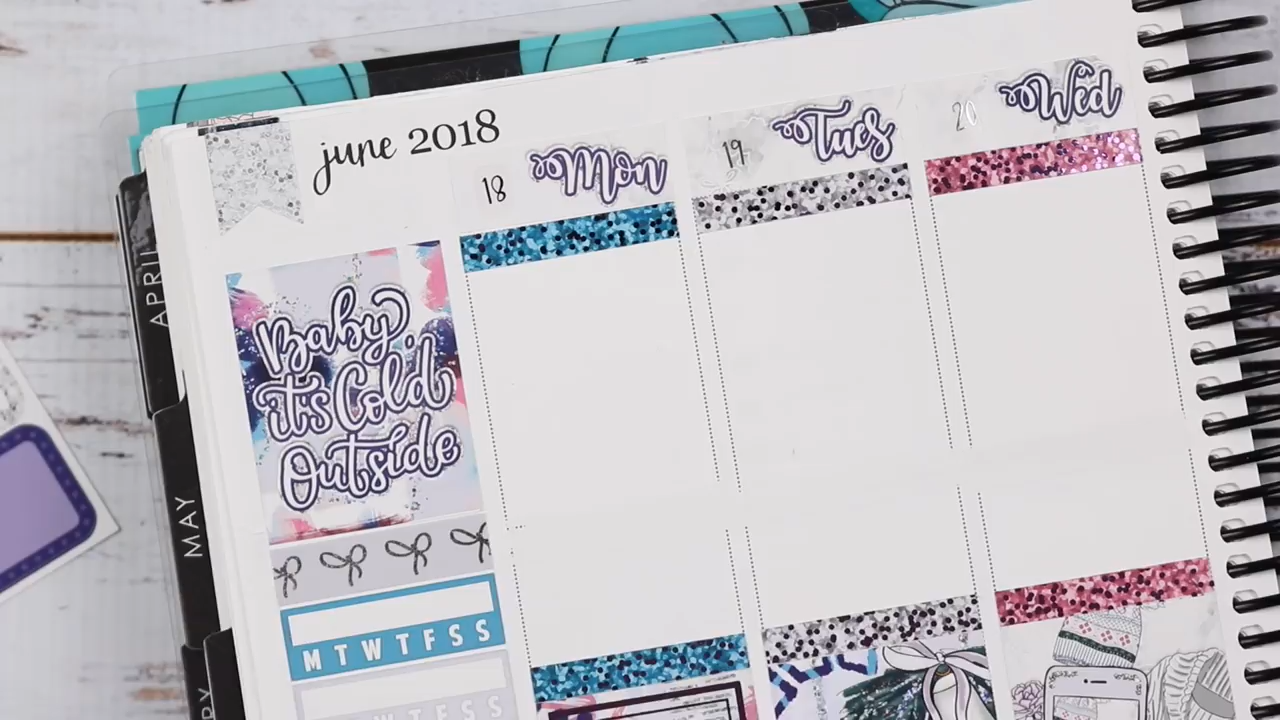 june 2018
18 Mon
19 Tues
20 Wed
Baby,
it's Cold
Outside
M T W T F S S
W T F S S
APRIL
MAY